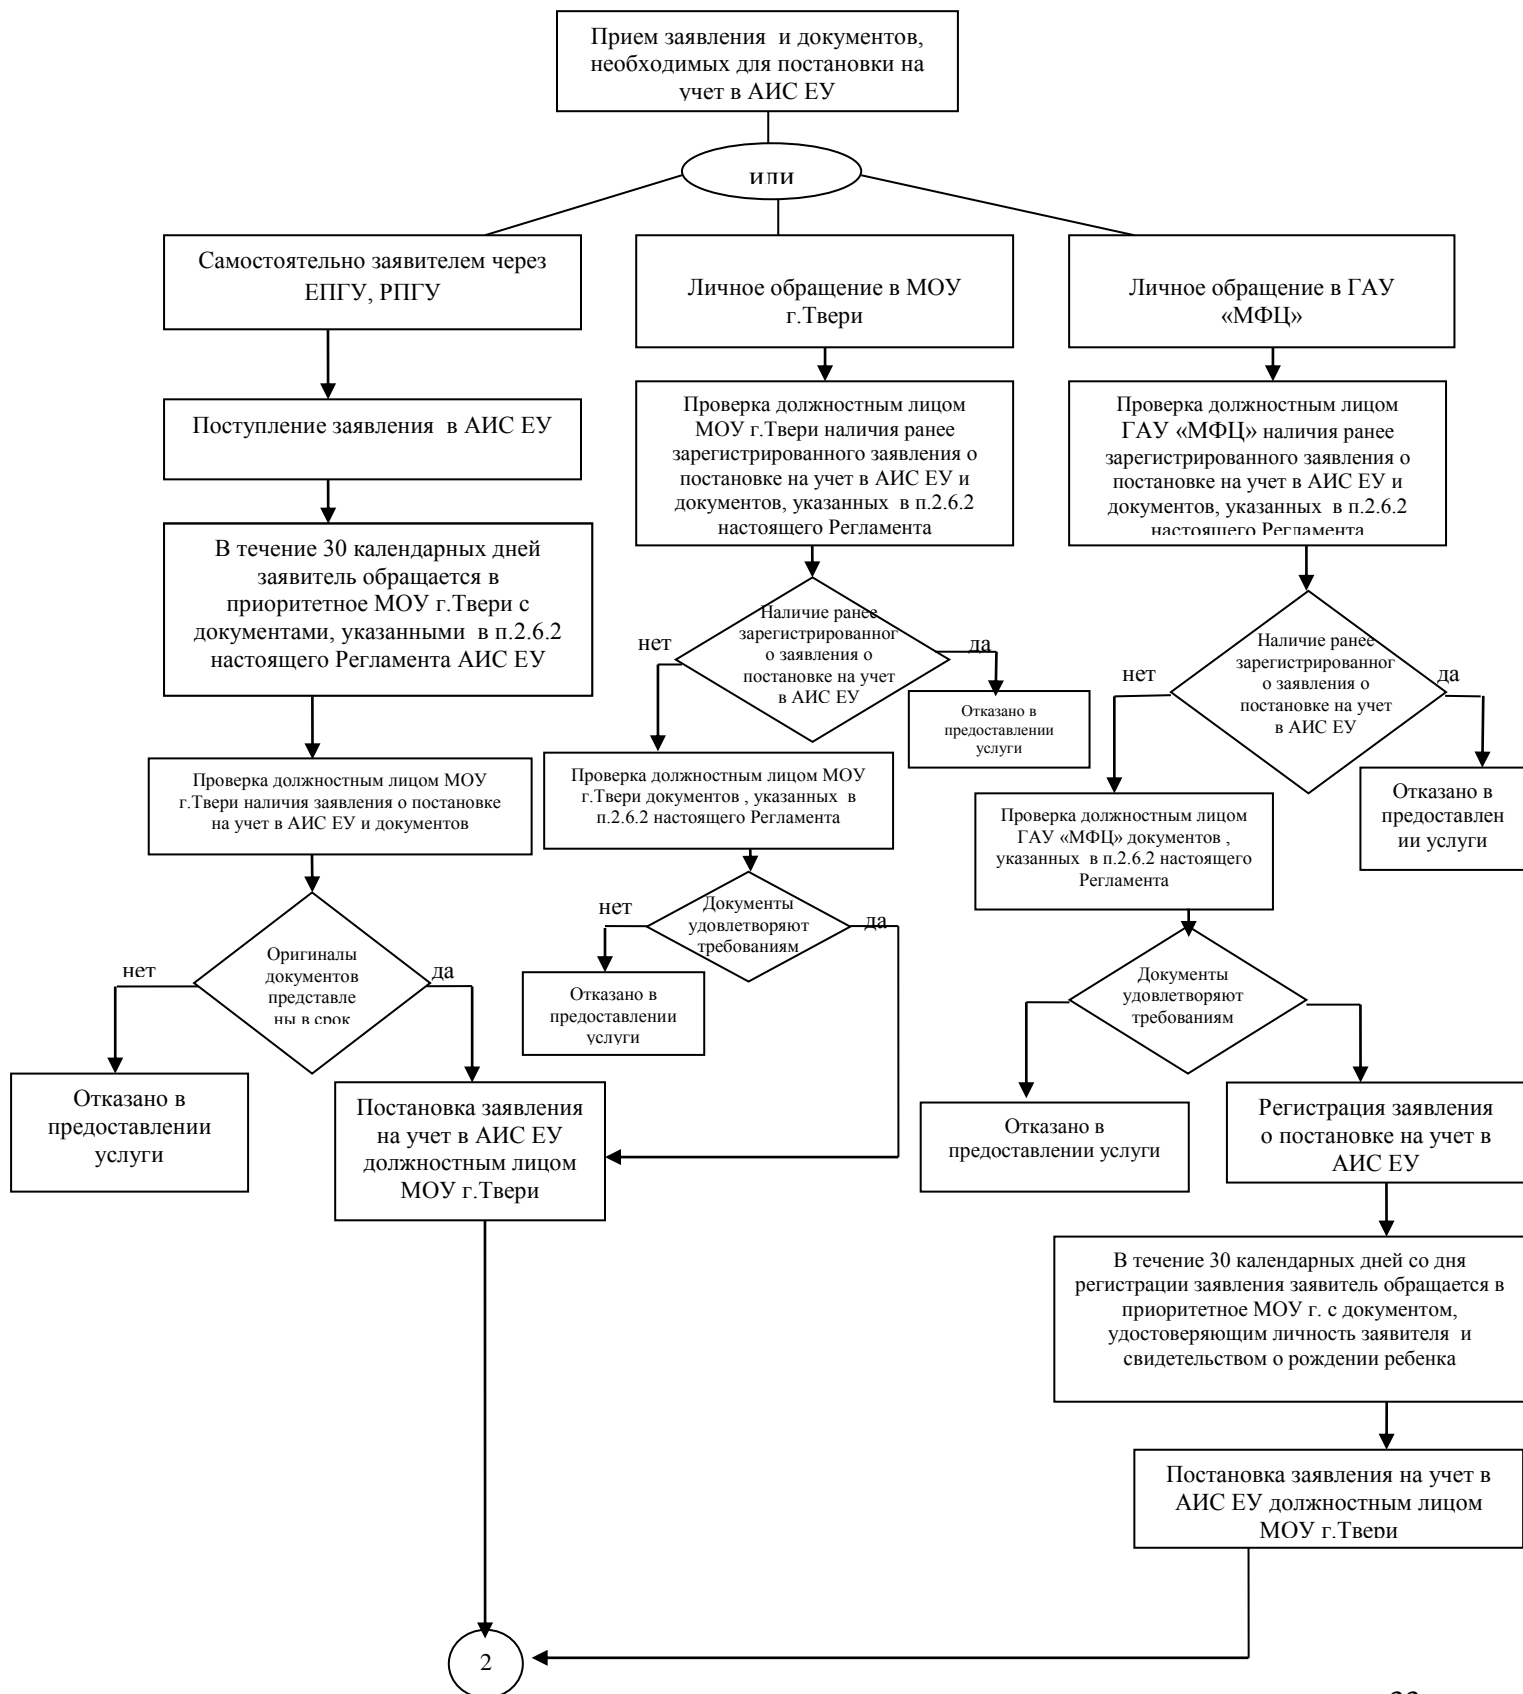 Прием заявления и документов,
необходимых для постановки на
учет в АИС ЕУ
или
Самостоятельно заявителем через
ЕПГУ, РПГУ
Личное обращение в МОУ
г.Твери
Личное обращение в ГАУ
«МФЦ»
Поступление заявления в АИС ЕУ
Проверка должностным лицом
МОУ г.Твери наличия ранее
зарегистрированного заявления о
постановке на учет в АИС ЕУ и
документов, указанных в п.2.6.2
настоящего Регламента
Проверка должностным лицом
ГАУ «МФЦ» наличия ранее
зарегистрированного заявления о
постановке на учет в АИС ЕУ и
документов, указанных в п.2.6.2
настоящего Регламента
В течение 30 календарных дней
заявитель обращается в
приоритетное МОУ г.Твери с
документами, указанными в п.2.6.2
настоящего Регламента АИС ЕУ
нет
Наличие ранее
зарегистрированног
о заявления о
постановке на учет
в АИС ЕУ
да
нет
Наличие ранее
зарегистрированног
о заявления о
постановке на учет
в АИС ЕУ
да
Отказано в
предоставлении
услуги
Проверка должностным лицом МОУ
г.Твери наличия заявления о постановке
на учет в АИС ЕУ и документов
Проверка должностным лицом МОУ
г.Твери документов , указанных в
п.2.6.2 настоящего Регламента
Проверка должностным лицом
ГАУ «МФЦ» документов ,
указанных в п.2.6.2 настоящего
Регламента
Отказано в
предоставлен
ии услуги
нет
Оригиналы
документов
представле
ны в срок
да
нет
Документы
удовлетворяют
требованиям
да
Отказано в
предоставлении
услуги
Документы
удовлетворяют
требованиям
Отказано в
предоставлении
услуги
Постановка заявления
на учет в АИС ЕУ
должностным лицом
МОУ г.Твери
Отказано в
предоставлении услуги
Регистрация заявления
о постановке на учет в
АИС ЕУ
В течение 30 календарных дней со дня
регистрации заявления заявитель обращается в
приоритетное МОУ г. с документом,
удостоверяющим личность заявителя и
свидетельством о рождении ребенка
Постановка заявления на учет в
АИС ЕУ должностным лицом
МОУ г.Твери
2